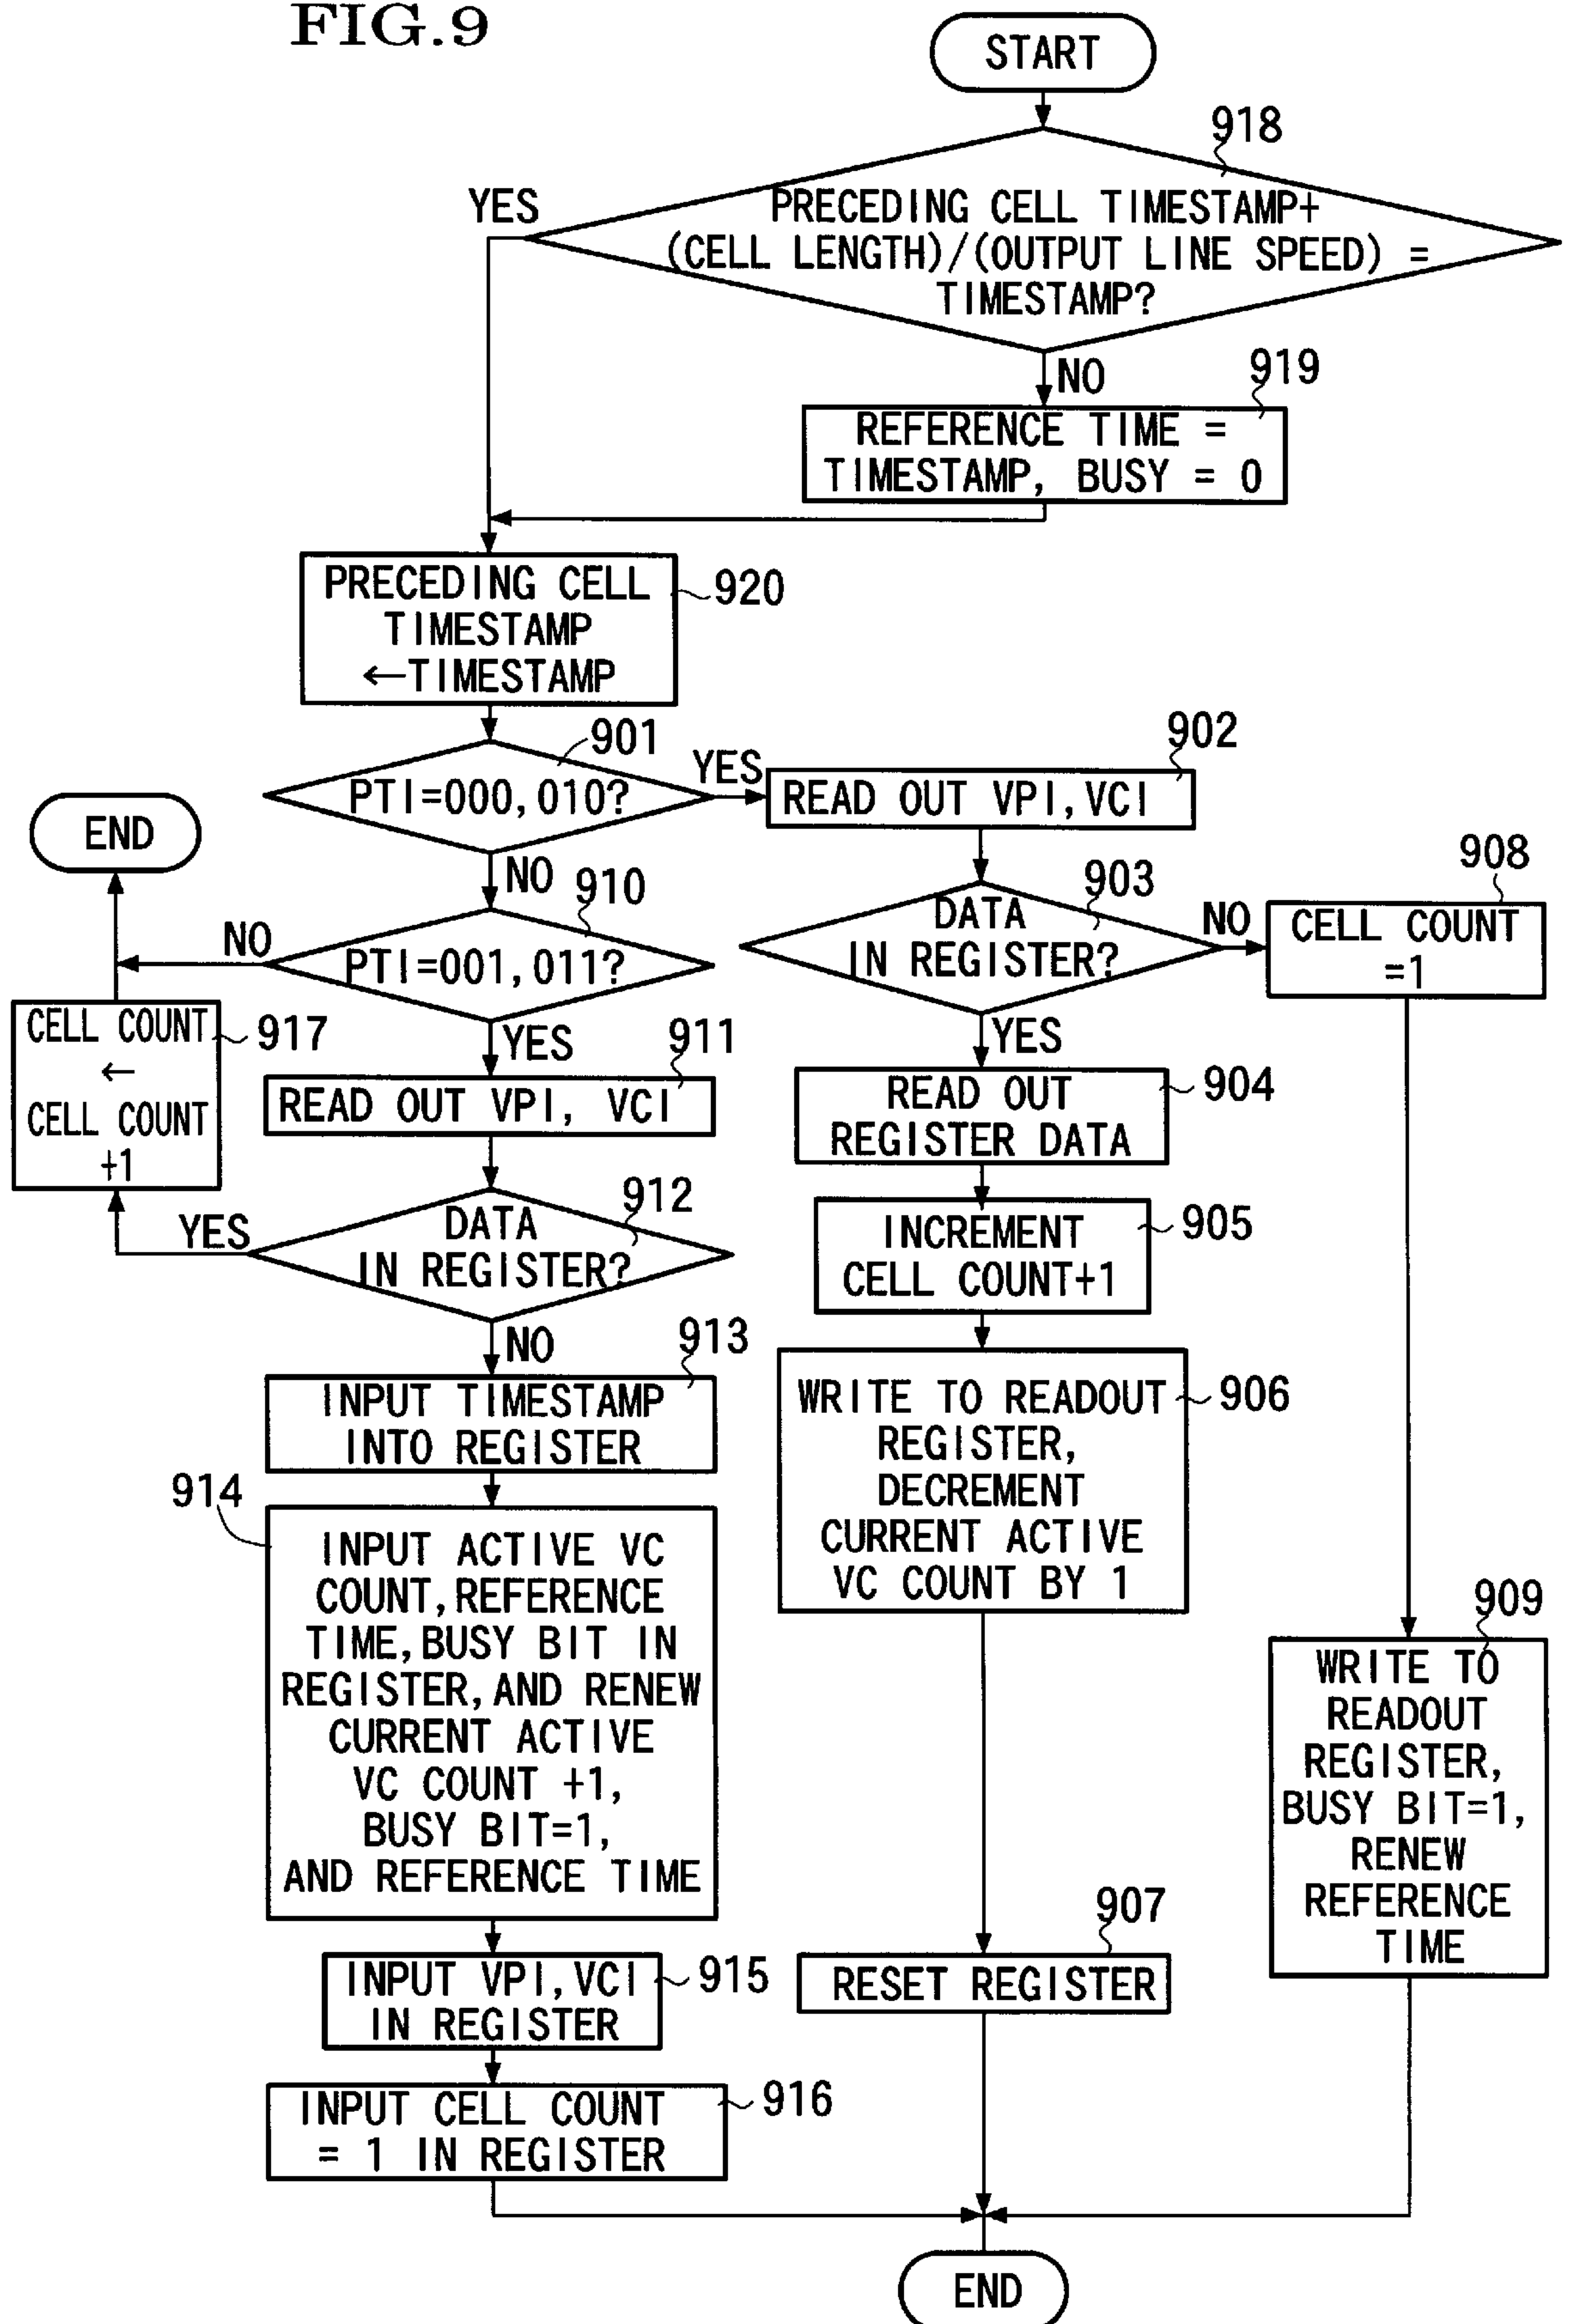 FIG.9
START
918
YES
PRECEDING CELL TIMESTAMP+
(CELL LENGTH)/(OUTPUT LINE SPEED) =
TIMESTAMP?
NO
919
REFERENCE TIME =
TIMESTAMP, BUSY = 0
PRECEDING CELL
TIMESTAMP
←TIMESTAMP
920
901
PTI=000,010?
YES
902
READ OUT VPI,VCI
END
NO
910
PTI=001,011?
NO
903
DATA
IN REGISTER?
NO
908
CELL COUNT
=1
CELL COUNT
←
CELL COUNT
+1
917
YES
911
READ OUT VPI, VCI
YES
READ OUT
REGISTER DATA
904
912
DATA
IN REGISTER?
YES
INCREMENT
CELL COUNT+1
905
NO
913
INPUT TIMESTAMP
INTO REGISTER
WRITE TO READOUT
REGISTER,
DECREMENT
CURRENT ACTIVE
VC COUNT BY 1
906
914
INPUT ACTIVE VC
COUNT,REFERENCE
TIME,BUSY BIT IN
REGISTER,AND RENEW
CURRENT ACTIVE
VC COUNT +1,
BUSY BIT=1,
AND REFERENCE TIME
909
WRITE TO
READOUT
REGISTER,
BUSY BIT=1,
RENEW
REFERENCE
TIME
907
RESET REGISTER
INPUT VPI,VCI
IN REGISTER
915
INPUT CELL COUNT
= 1 IN REGISTER
916
END